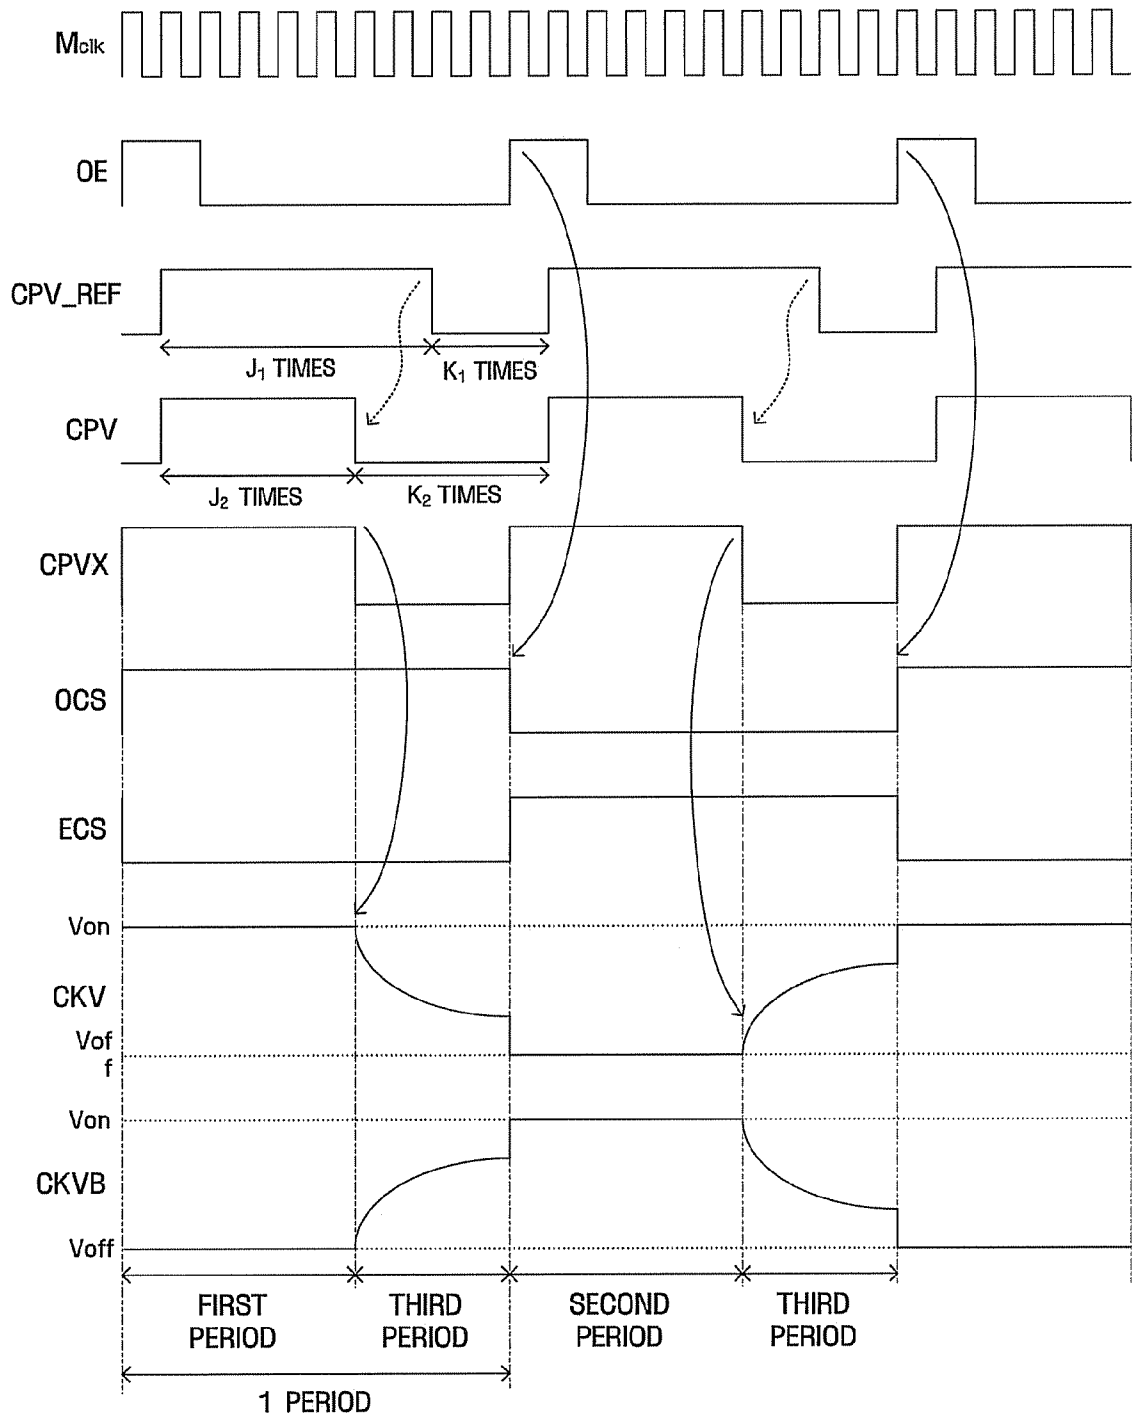 Mclk
OE
CPV_REF
J1 TIMES
K1 TIMES
CPV
J2 TIMES
K2 TIMES
CPVX
OCS
ECS
Von
CKV
Vof
f
Von
CKVB
Voff
FIRST
PERIOD
THIRD
PERIOD
SECOND
PERIOD
THIRD
PERIOD
1 PERIOD